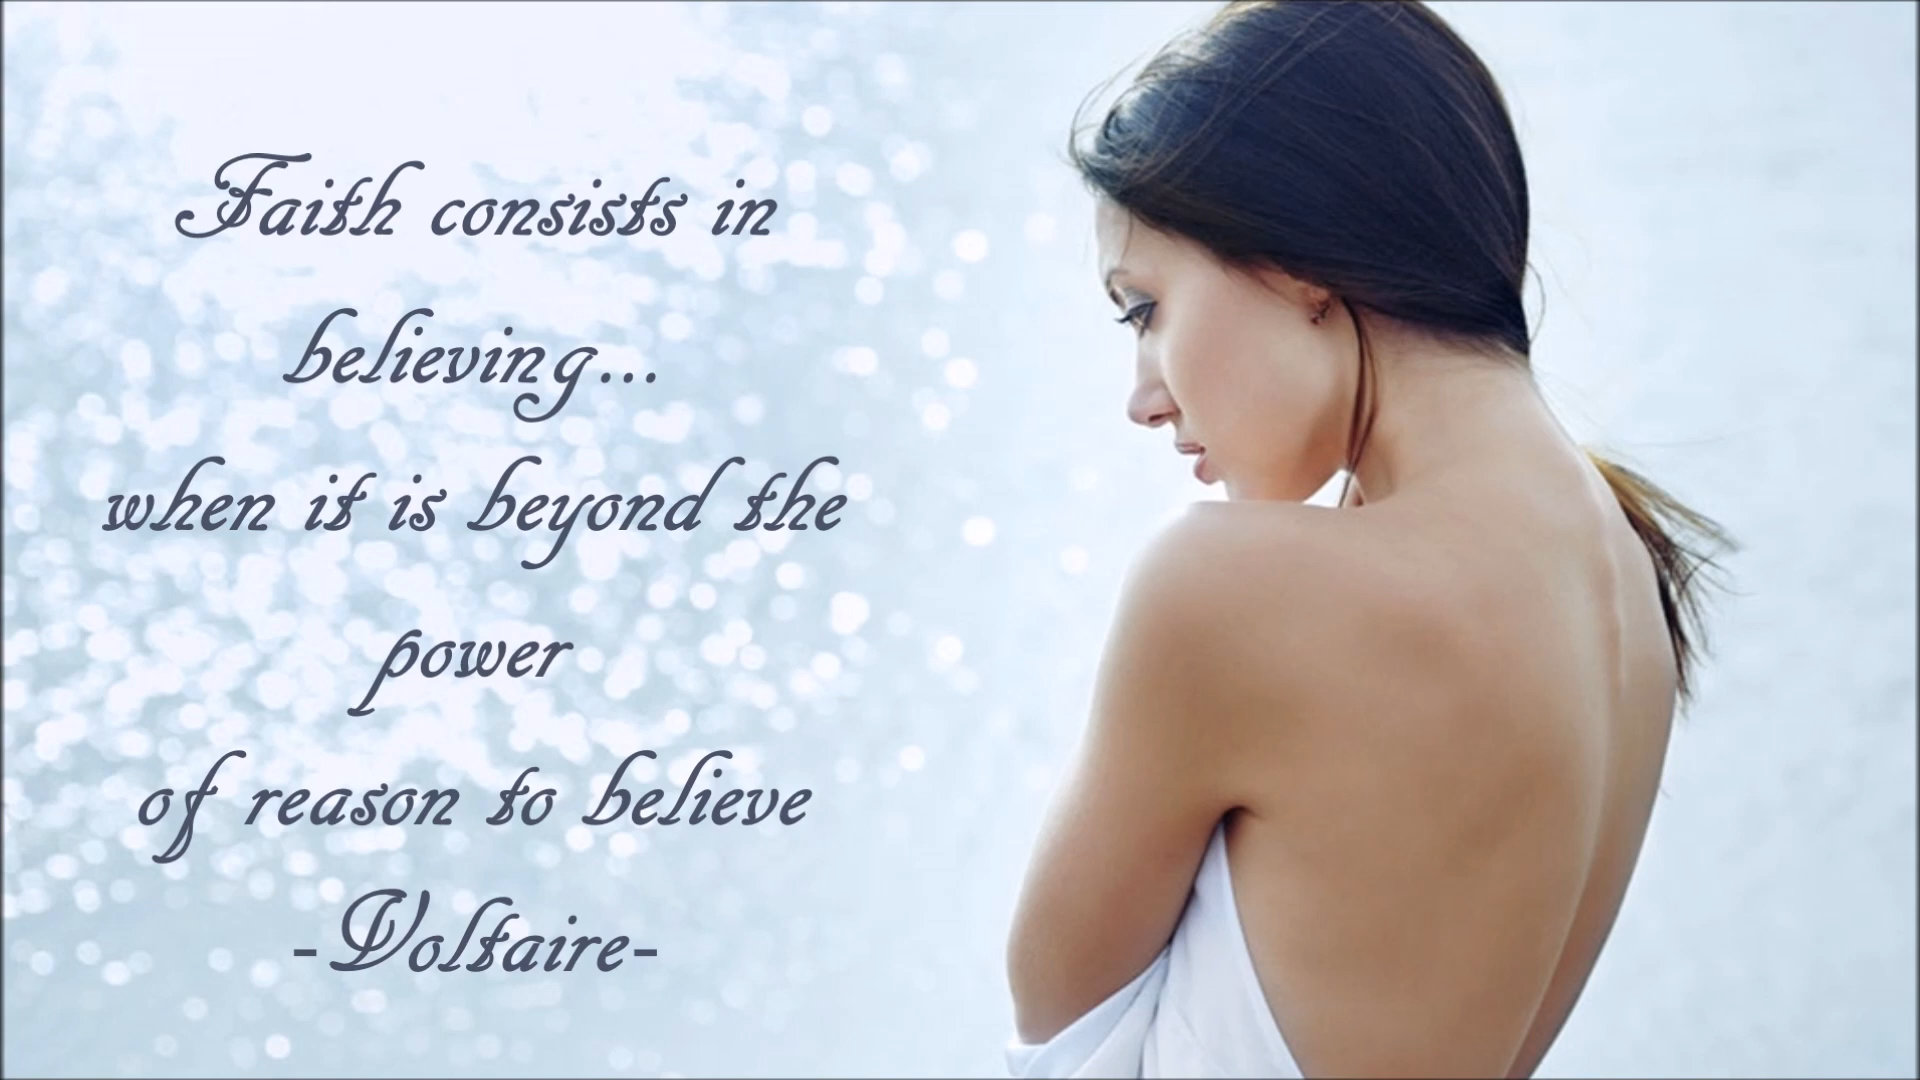 Faith consists in
believing...
when it is beyond the
power
of reason to believe
-Voltaire-